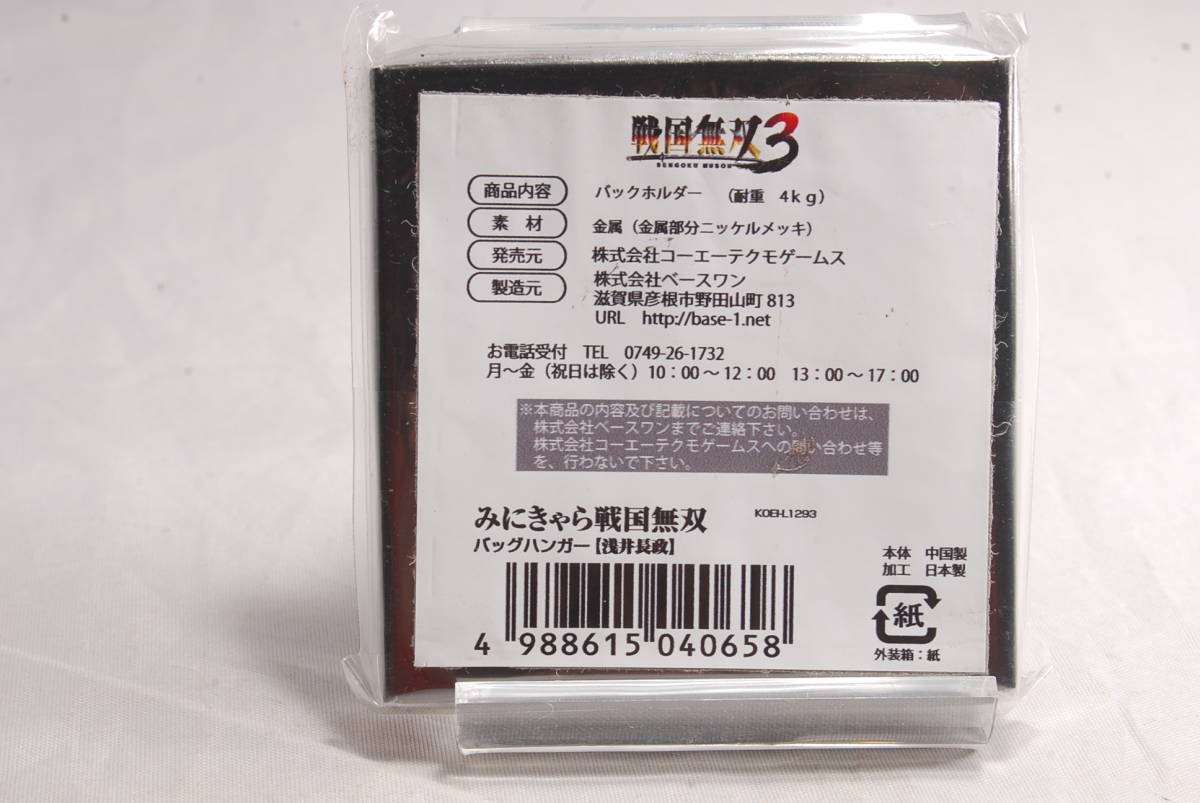 戦国無双3
SENGOKU MUSOU
商品内容 バックホルダー (耐重 4kg)
素材 金属(金属部分ニッケルメッキ)
発売元 株式会社コーエーテクモゲームス
製造元 株式会社ベースワン
滋賀県彦根市野田山町813
URL http://base-1.net
お電話受付 TEL 0749-26-1732
月～金(祝日は除く)10:00～12:00 13:00～17:00
※本商品の内容及び記載についてのお問い合わせは、
株式会社ベースワンまでご連絡下さい。
株式会社コーエーテクモゲームスへの問い合わせ等
を、行わないで下さい。
みにきゃら戦国無双 KOEI-L1293
バッグハンガー【浅井長政】
本体 中国製
加工 日本製
紙
外装箱:紙
4 988615 040658